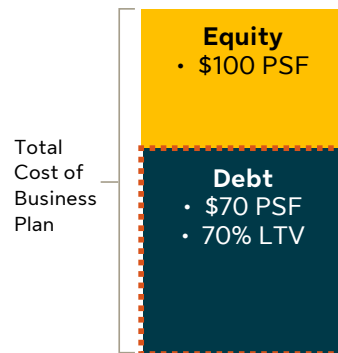 Equity
• $100 PSF
Total
Cost of
Business
Plan
Debt
• $70 PSF
• 70% LTV